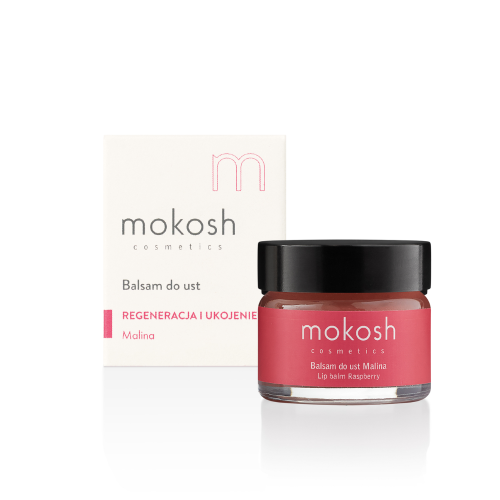 m
mokosh
cosmetics
Balsam do ust
REGENERACJA I UKOJENIE
Malina
mokosh
cosmetics
Balsam do ust Malina
Lip balm Raspberry